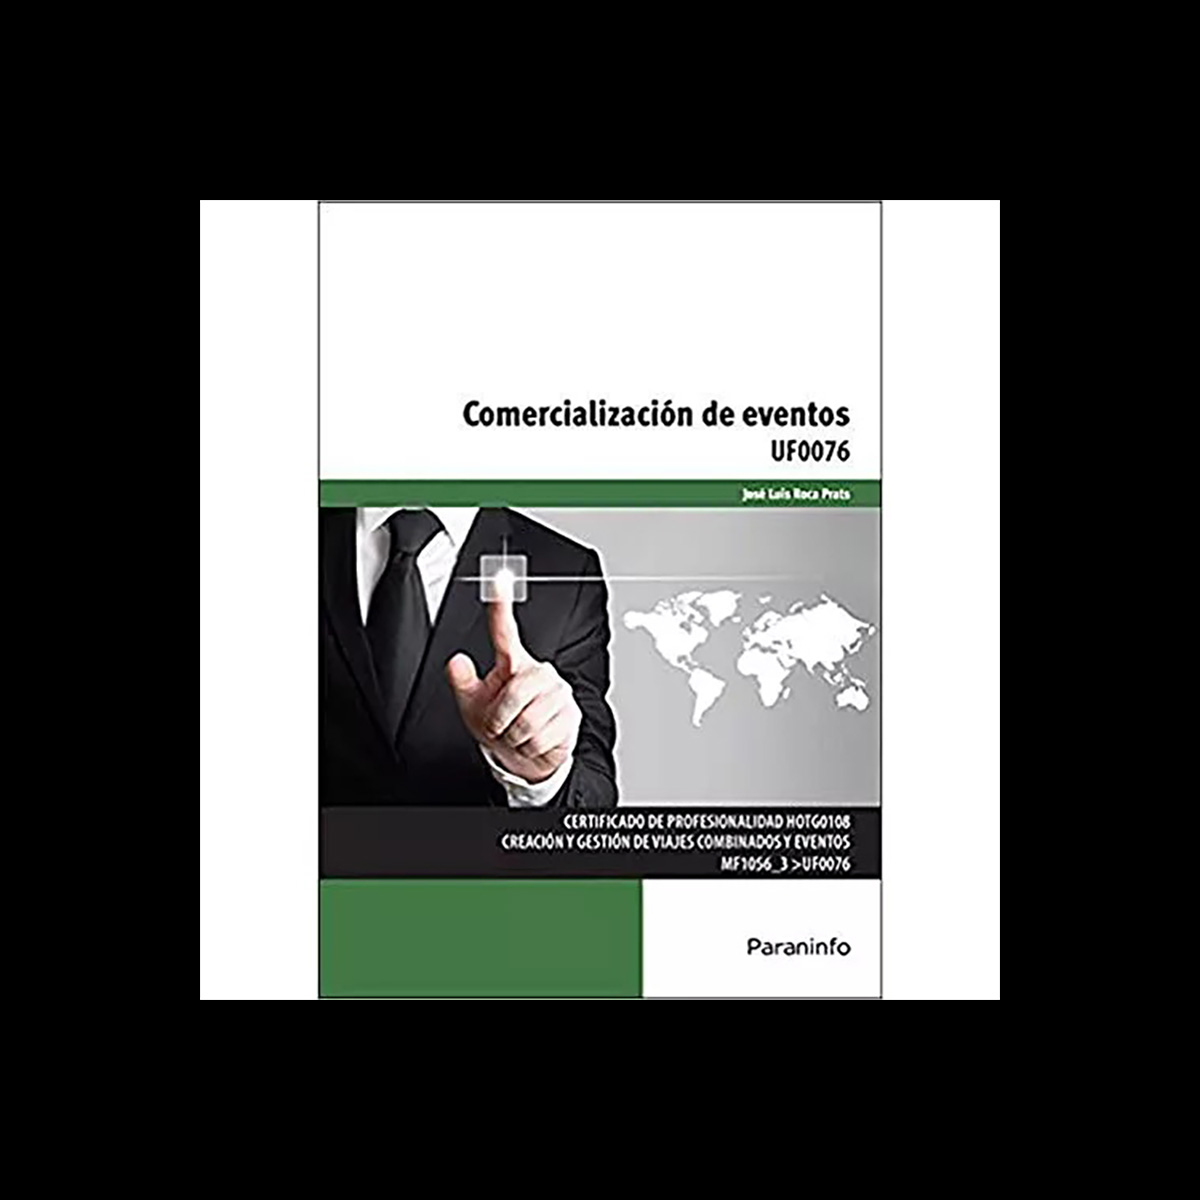 Comercialización de eventos
UF0076
José Luis Roca Prats
CERTIFICADO DE PROFESIONALIDAD HOTG0108
CREACIÓN Y GESTIÓN DE VIAJES COMBINADOS Y EVENTOS
MF1056_3 >UF0076
Paraninfo